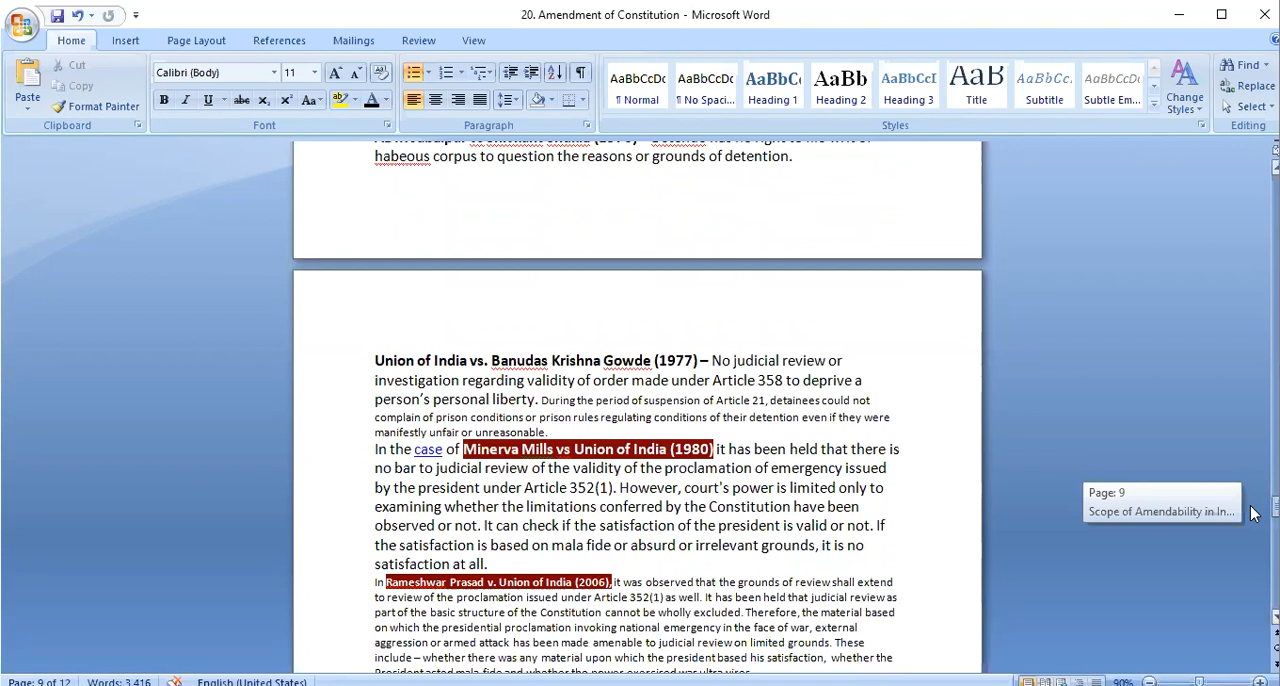 20. Amendment of Constitution - Microsoft Word
Home Insert Page Layout References Mailings Review View
Cut
Copy
Format Painter
Paste
Calibri (Body) 11
AaBbCcDc AaBbCcDc AaBbC AaBb AaBbCcI AaB AaBbCc. AaBbCcDc
¶ Normal ¶ No Spaci... Heading 1 Heading 2 Heading 3 Title Subtitle Subtle Em...
Change
Styles
Find
Replace
Select
Clipboard Font Paragraph Styles Editing
habeous corpus to question the reasons or grounds of detention.
Union of India vs. Banudas Krishna Gowde (1977) – No judicial review or
investigation regarding validity of order made under Article 358 to deprive a
person's personal liberty. During the period of suspension of Article 21, detainees could not
complain of prison conditions or prison rules regulating conditions of their detention even if they were
manifestly unfair or unreasonable.
In the case of Minerva Mills vs Union of India (1980) it has been held that there is
no bar to judicial review of the validity of the proclamation of emergency issued
by the president under Article 352(1). However, court's power is limited only to
examining whether the limitations conferred by the Constitution have been
observed or not. It can check if the satisfaction of the president is valid or not. If
the satisfaction is based on mala fide or absurd or irrelevant grounds, it is no
satisfaction at all.
In Rameshwar Prasad v. Union of India (2006), it was observed that the grounds of review shall extend
to review of the proclamation issued under Article 352(1) as well. It has been held that judicial review as
part of the basic structure of the Constitution cannot be wholly excluded. Therefore, the material based
on which the presidential proclamation invoking national emergency in the face of war, external
aggression or armed attack has been made amenable to judicial review on limited grounds. These
include – whether there was any material upon which the president based his satisfaction, whether the
President acted mala-fide and whether the power exercised was ultra vires
Page: 9
Scope of Amendability in In...
Page: 9 of 12 Words: 3,416 English (United States) 90%